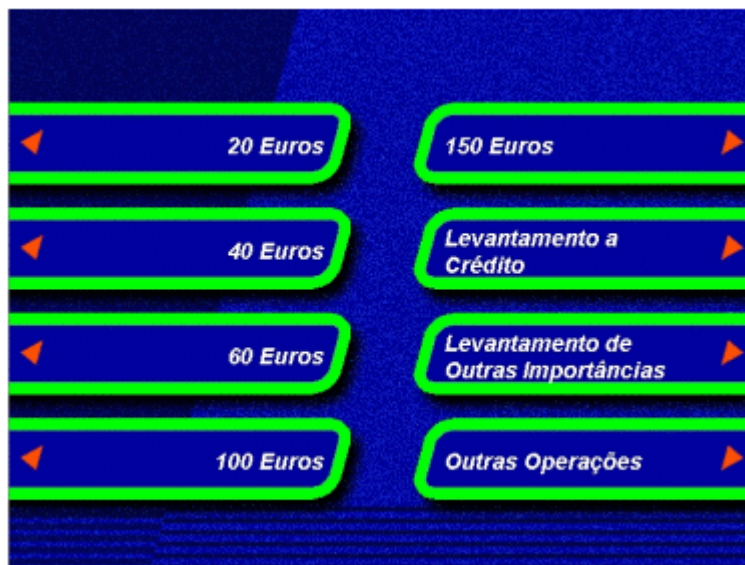 20 Euros
40 Euros
60 Euros
100 Euros
150 Euros
Levantamento a
Crédito
Levantamento de
Outras Importâncias
Outras Operações